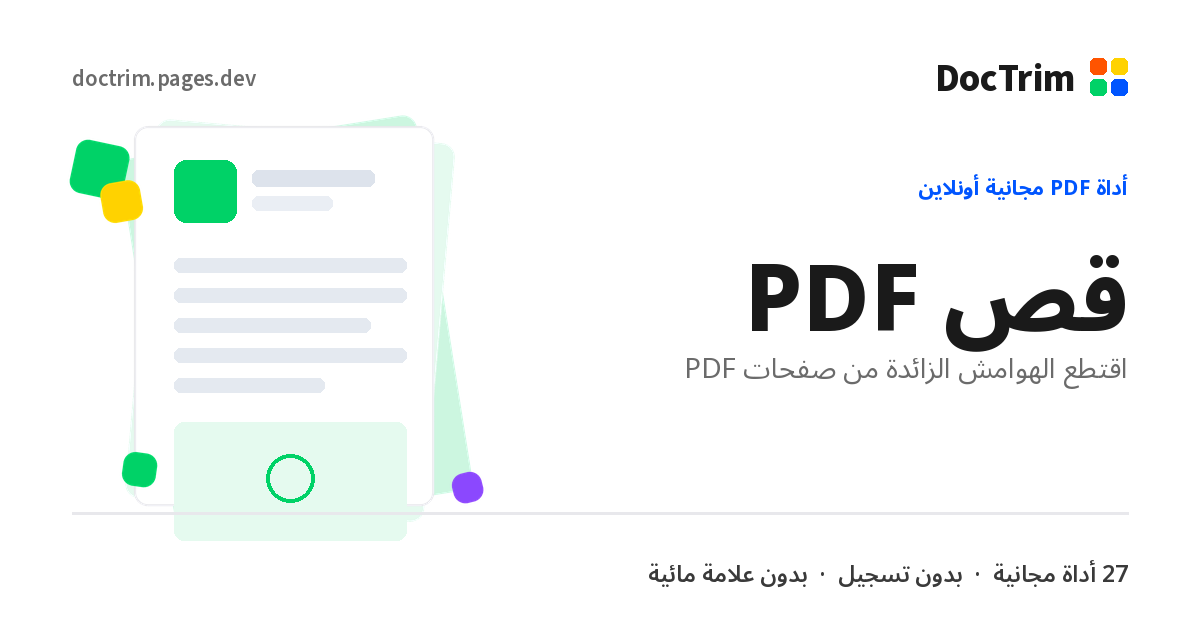 DocTrim
doctrim.pages.dev
أداة PDF مجانية أونلاين
قص PDF
اقتطع الهوامش الزائدة من صفحات PDF
27 أداة مجانية · بدون تسجيل · بدون علامة مائية